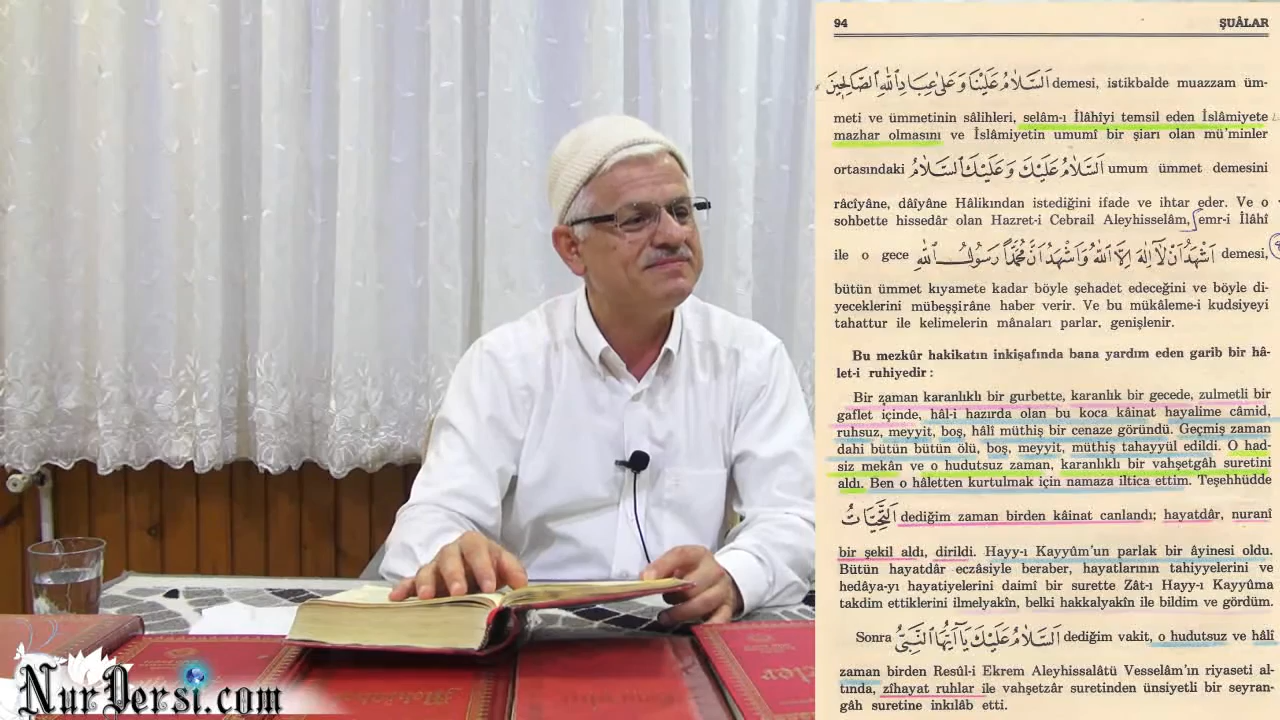 94 ŞUÂLAR
اَلسَّلَامُ عَلَيْنَا وَعَلٰى عِبَادِ اللّٰهِ الصَّالِحِينَ demesi, istikbalde muazzam üm-
meti ve ümmetinin sâlihleri, selâm-ı İlâhîyi temsil eden İslâmiyete
mazhar olmasını ve İslâmiyetin umumî bir şiarı olan mü'minler
ortasındaki اَلسَّلَامُ عَلَيْكَ وَعَلَيْكَ السَّلَامُ umum ümmet demesini
râcîyâne, dâîyâne Hâlikından istediğini ifade ve ihtar eder. Ve o
sohbette hissedâr olan Hazret-i Cebrail Aleyhisselâm, emr-i İlâhî
ile o gece اَشْهَدُ اَنْ لَٓا اِلٰهَ اِلَّا اللّٰهُ وَاَشْهَدُ اَنَّ مُحَمَّدًا رَسُولُ اللّٰهِ demesi,
bütün ümmet kıyamete kadar böyle şehadet edeceğini ve böyle di-
yeceklerini mübeşşirâne haber verir. Ve bu mükâleme-i kudsiyeyi
tahattur ile kelimelerin mânaları parlar. genişlenir.
Bu mezkûr hakikatın inkişafında bana yardım eden garib bir hâ-
let-i ruhiyedir :
Bir zaman karanlıklı bir gurbette, karanlık bir gecede, zulmetli bir
gaflet içinde, hâl-i hazırda olan bu koca kâinat hayalime câmid,
ruhsuz, meyyit, boş, hâlî müthiş bir cenaze göründü. Geçmiş zaman
dahi bütün bütün ölü, boş, meyyit, müthiş tahayyül edildi. O had-
siz mekân ve o hudutsuz zaman, karanlıklı bir vahşetgâh suretini
aldı. Ben o hâletten kurtulmak için namaza iltica ettim. Teşehhüdde
اَلتَّحِيَّاتُ dediğim zaman birden kâinat canlandı; hayatdâr, nuranî
bir şekil aldı, dirildi. Hayy-ı Kayyûm'un parlak bir âyinesi oldu.
Bütün hayatdâr eczasiyle beraber, hayatlarının tahiyyelerini ve
hedâya-yı hayatiyelerini daimî bir surette Zât-ı Hayy-ı Kayyûma
takdim ettiklerini ilmelyakîn, belki hakkalyakîn ile bildim ve gördüm.
Sonra اَلسَّلَامُ عَلَيْكَ يَٓا اَيُّهَا النَّبِىُّ dediğim vakit, o hudutsuz ve hâlî
zaman birden Resûl-i Ekrem Aleyhissalâtü Vesselâm'ın riyaseti al-
tında, zîhayat ruhlar ile vahşetzâr suretinden ünsiyetli bir seyran-
gâh suretine inkılâb etti.
NurDersi.com